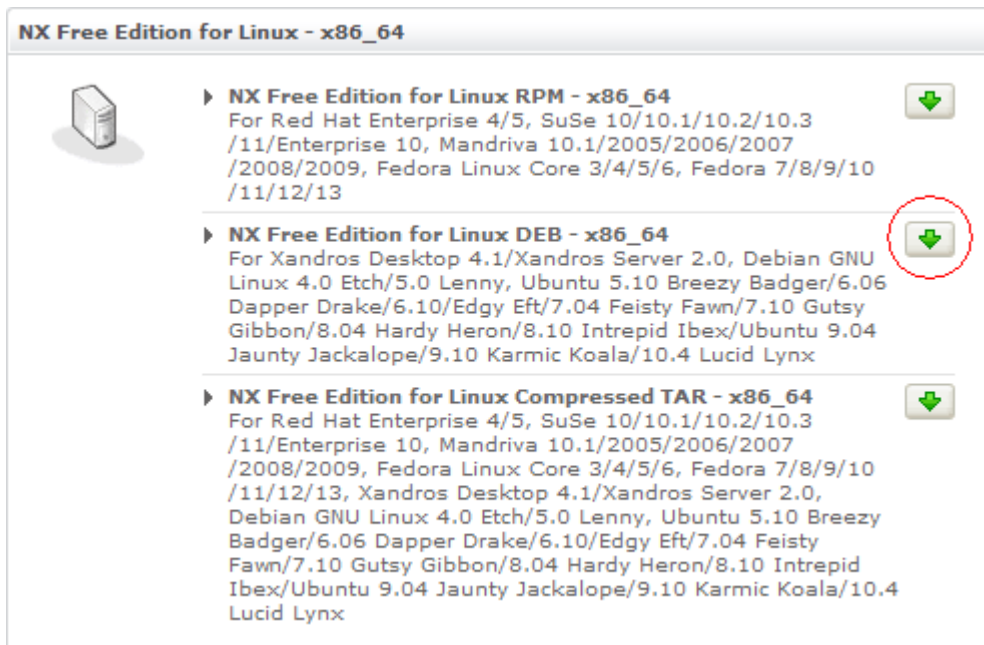 NX Free Edition for Linux - x86_64
NX Free Edition for Linux RPM - x86_64
For Red Hat Enterprise 4/5, SuSe 10/10.1/10.2/10.3
/11/Enterprise 10, Mandriva 10.1/2005/2006/2007
/2008/2009, Fedora Linux Core 3/4/5/6, Fedora 7/8/9/10
/11/12/13
NX Free Edition for Linux DEB - x86_64
For Xandros Desktop 4.1/Xandros Server 2.0, Debian GNU
Linux 4.0 Etch/5.0 Lenny, Ubuntu 5.10 Breezy Badger/6.06
Dapper Drake/6.10/Edgy Eft/7.04 Feisty Fawn/7.10 Gutsy
Gibbon/8.04 Hardy Heron/8.10 Intrepid Ibex/Ubuntu 9.04
Jaunty Jackalope/9.10 Karmic Koala/10.4 Lucid Lynx
NX Free Edition for Linux Compressed TAR - x86_64
For Red Hat Enterprise 4/5, SuSe 10/10.1/10.2/10.3
/11/Enterprise 10, Mandriva 10.1/2005/2006/2007
/2008/2009, Fedora Linux Core 3/4/5/6, Fedora 7/8/9/10
/11/12/13, Xandros Desktop 4.1/Xandros Server 2.0,
Debian GNU Linux 4.0 Etch/5.0 Lenny, Ubuntu 5.10 Breezy
Badger/6.06 Dapper Drake/6.10/Edgy Eft/7.04 Feisty
Fawn/7.10 Gutsy Gibbon/8.04 Hardy Heron/8.10 Intrepid
Ibex/Ubuntu 9.04 Jaunty Jackalope/9.10 Karmic Koala/10.4
Lucid Lynx